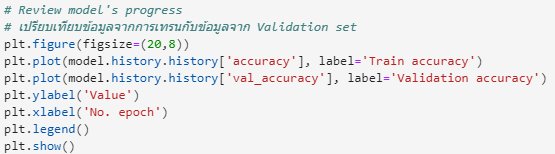 # Review model's progress
# เปรียบเทียบข้อมูลจากการเทรนกับข้อมูลจาก Validation set
plt.figure(figsize=(20,8))
plt.plot(model.history.history['accuracy'], label='Train accuracy')
plt.plot(model.history.history['val_accuracy'], label='Validation accuracy')
plt.ylabel('Value')
plt.xlabel('No. epoch')
plt.legend()
plt.show()